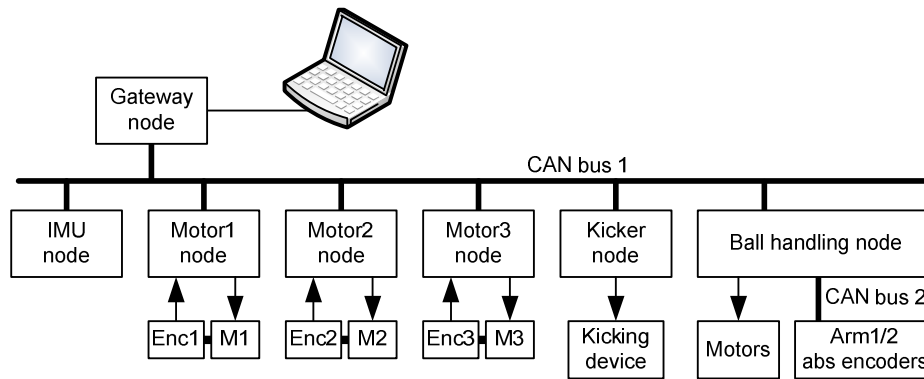 Gateway
node
CAN bus 1
IMU
node
Motor1
node
Motor2
node
Motor3
node
Kicker
node
Ball handling node
CAN bus 2
Enc1
M1
Enc2
M2
Enc3
M3
Kicking
device
Motors
Arm1/2
abs encoders